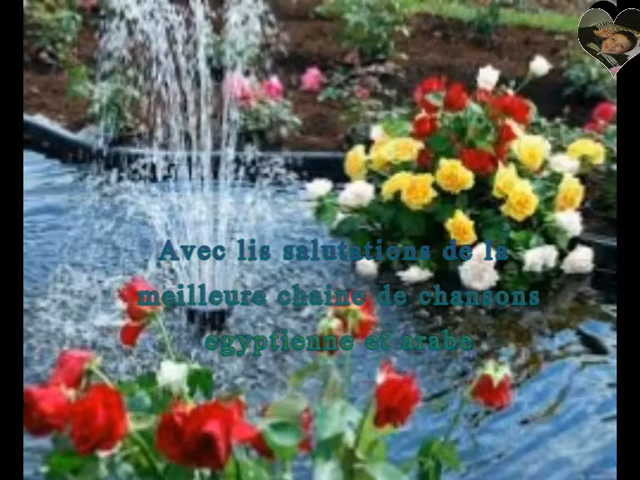 Avec lis salutations de la
meilleure chaine de chansons
egyptienne et arabe